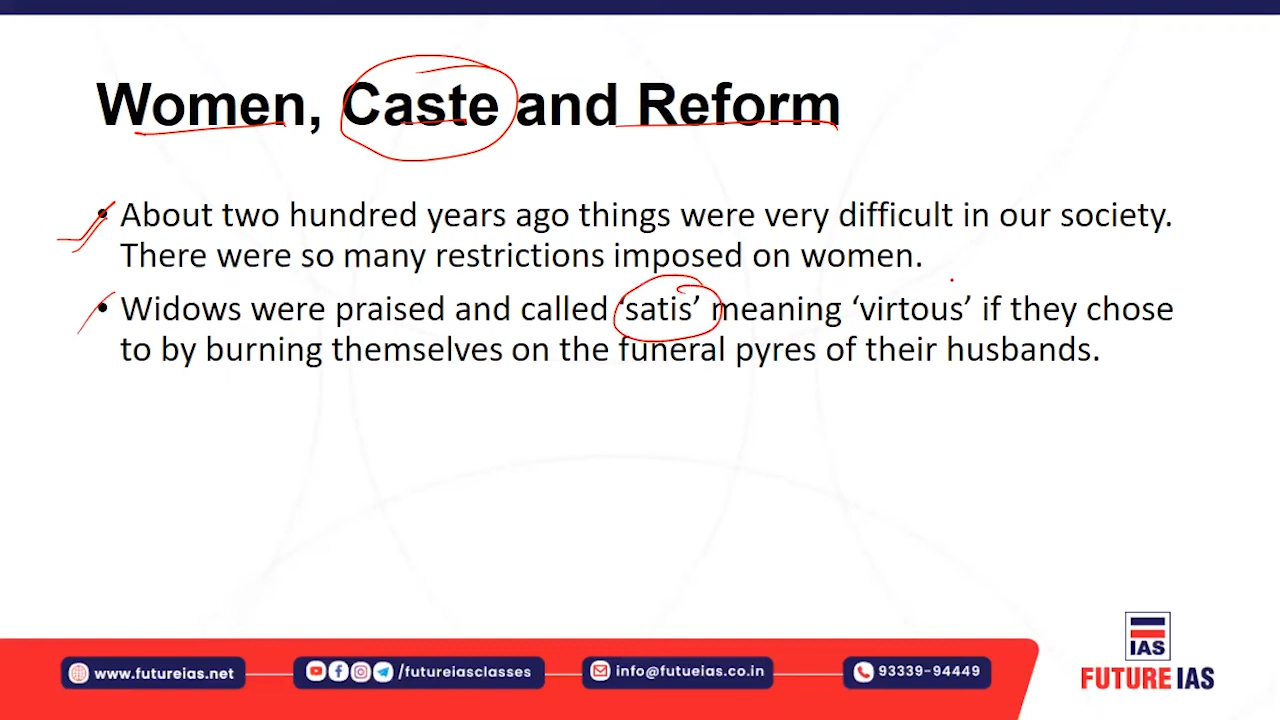 Women, Caste and Reform
• About two hundred years ago things were very difficult in our society.
There were so many restrictions imposed on women.
• Widows were praised and called ‘satis’ meaning ‘virtous’ if they chose
to by burning themselves on the funeral pyres of their husbands.
IAS
FUTURE IAS
www.futureias.net
/futureiasclasses
info@futueias.co.in
93339-94449